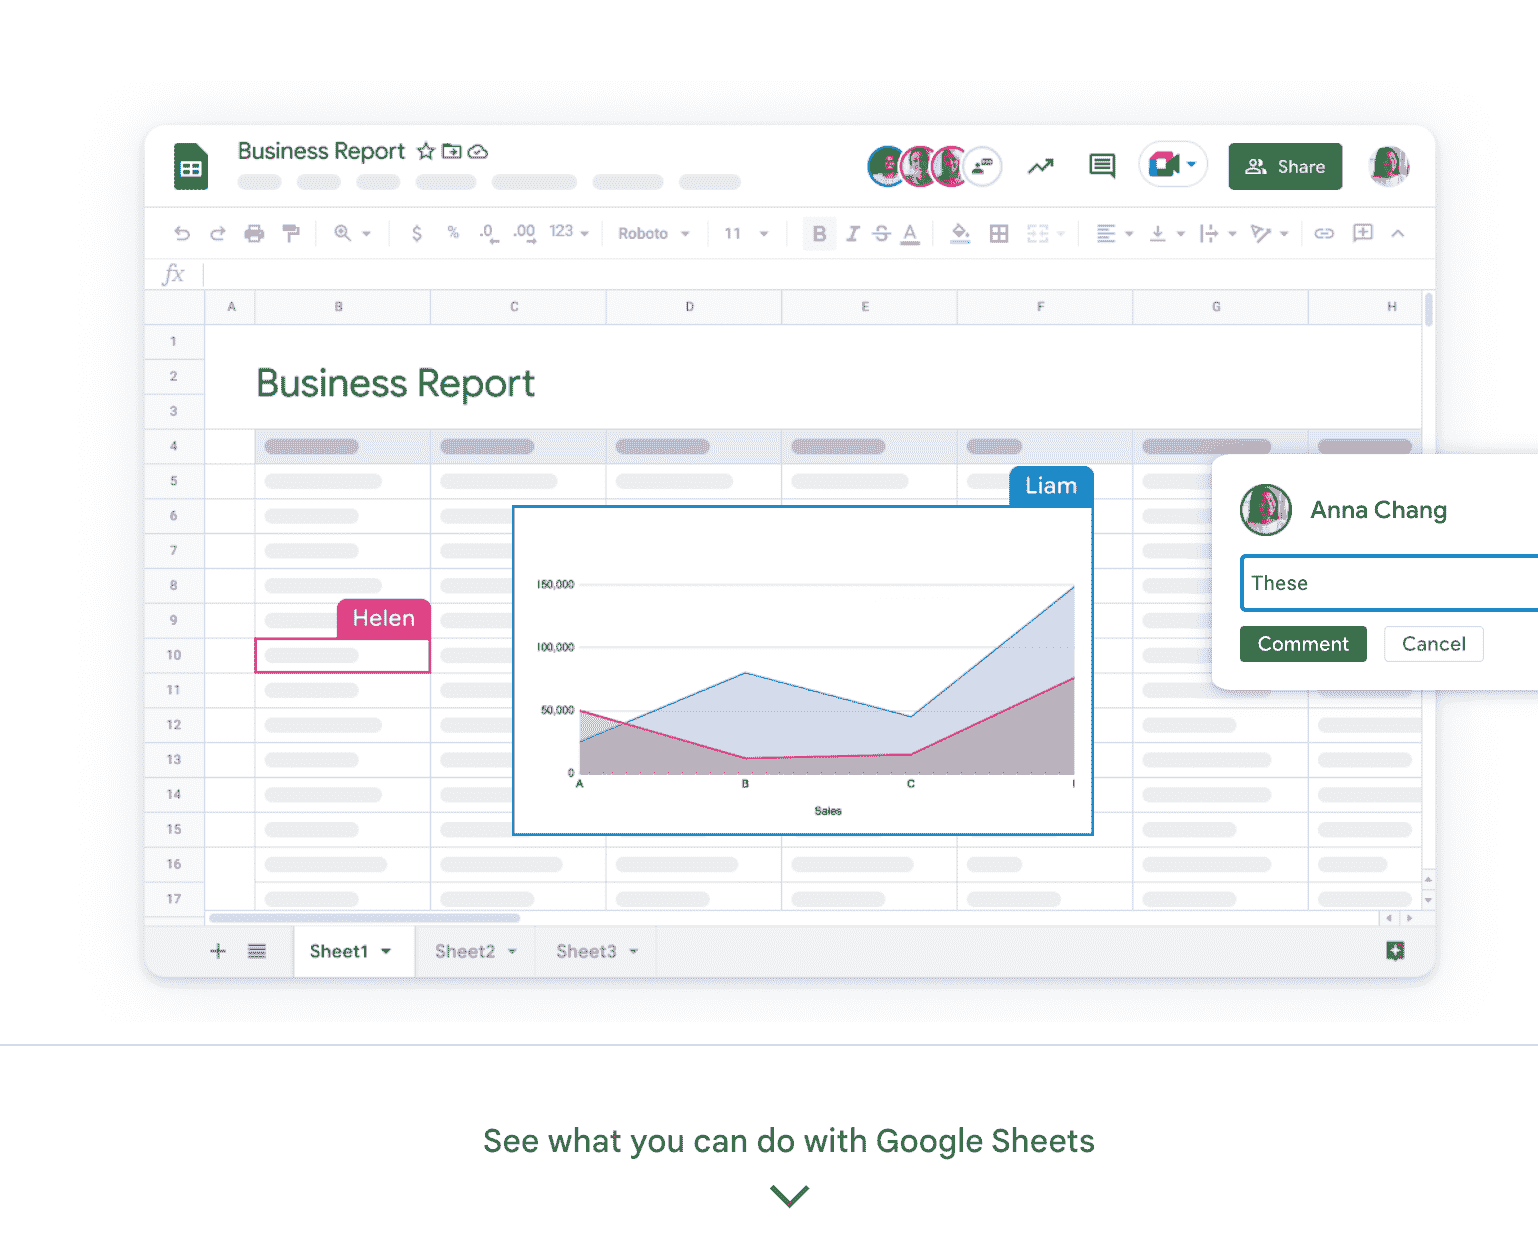 Business Report
Share
$ % .0 .00 123 Roboto 11 B I S A
fx
A B C D E F G H
1
2
Business Report
3
4
5
Liam
6
Anna Chang
7
8
150,000
These
9
Helen
10
100,000
Comment Cancel
11
12
50,000
13
0
14
A B C
15
Sales
16
17
Sheet1 Sheet2 Sheet3
See what you can do with Google Sheets